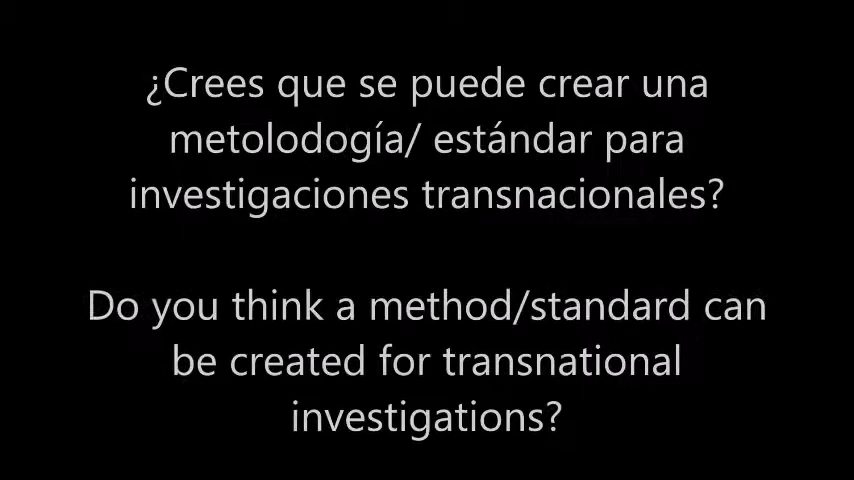 ¿Crees que se puede crear una
metolodogía/ estándar para
investigaciones transnacionales?
Do you think a method/standard can
be created for transnational
investigations?